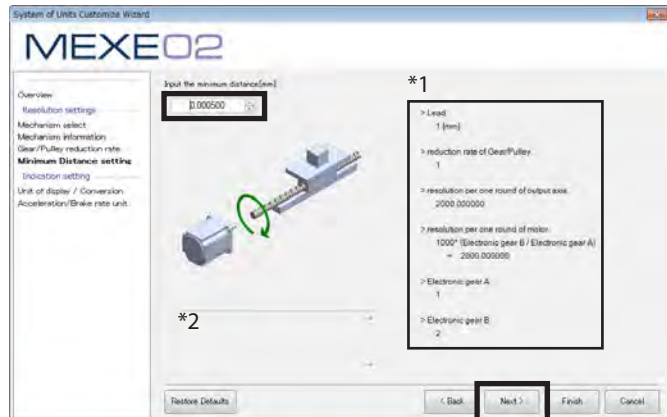 System of Units Customize Wizard
MEXE02
Overview
Resolution settings
Mechanism select
Mechanism information
Gear/Pulley reduction rate
Minimum Distance setting
Indication setting
Unit of display / Conversion
Acceleration/Brake rate unit
Input the minimum distance[mm]
0.000500
*1
> Lead
1 [mm]
> reduction rate of Gear/Pulley
1
> resolution per one round of output axis
2000.000000
> resolution per one round of motor
1000* (Electronic gear B / Electronic gear A)
= 2000.000000
> Electronic gear A
1
> Electronic gear B
2
*2
Restore Defaults
< Back
Next >
Finish
Cancel